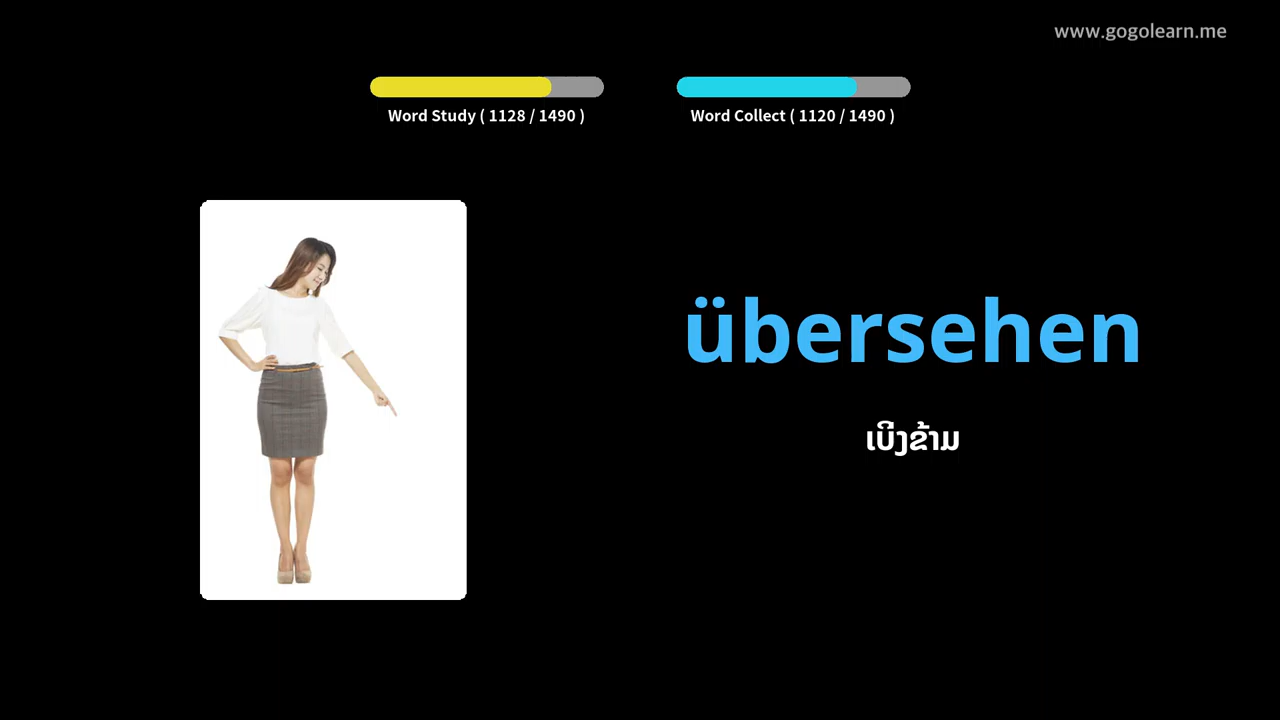 www.gogolearn.me
Word Study ( 1128 / 1490 )
Word Collect ( 1120 / 1490 )
übersehen
ເບິ່ງຂ້າມ